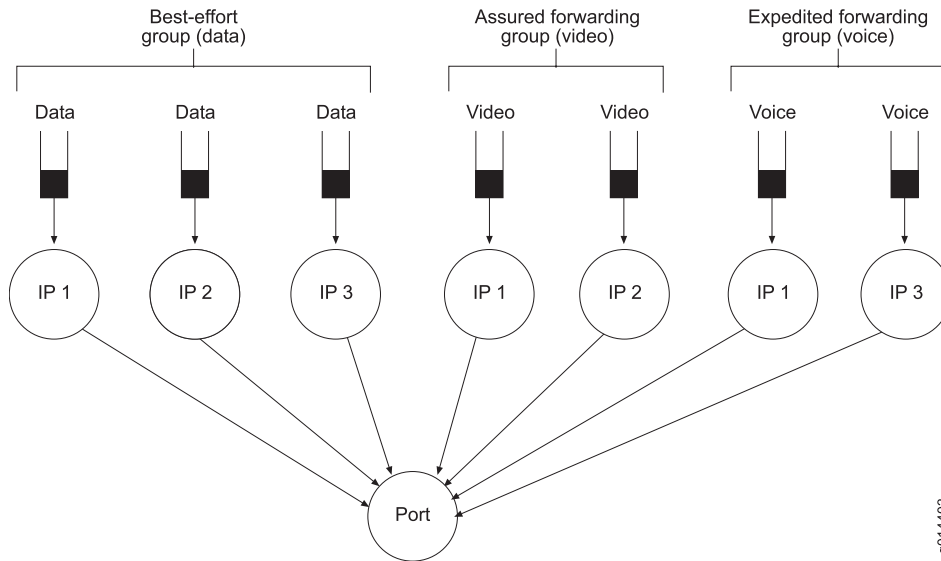 Best-effort
group (data)
Assured forwarding
group (video)
Expedited forwarding
group (voice)
Data
Data
Data
Video
Video
Voice
Voice
IP 1
IP 2
IP 3
IP 1
IP 2
IP 1
IP 3
Port